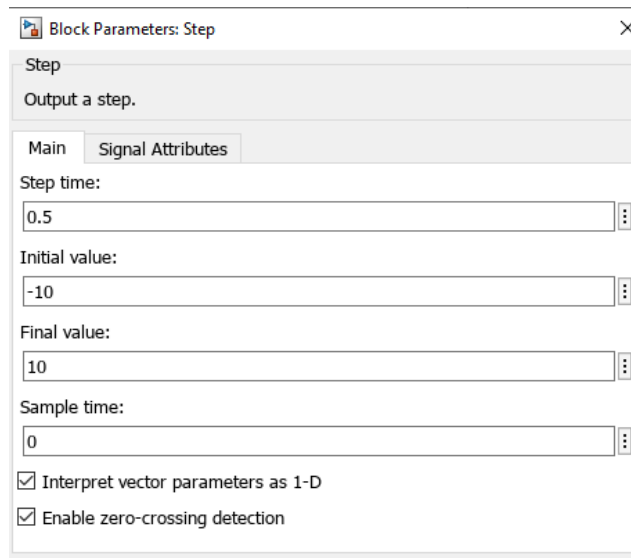 Block Parameters: Step
Step
Output a step.
Main Signal Attributes
Step time:
0.5
Initial value:
-10
Final value:
10
Sample time:
0
Interpret vector parameters as 1-D
Enable zero-crossing detection